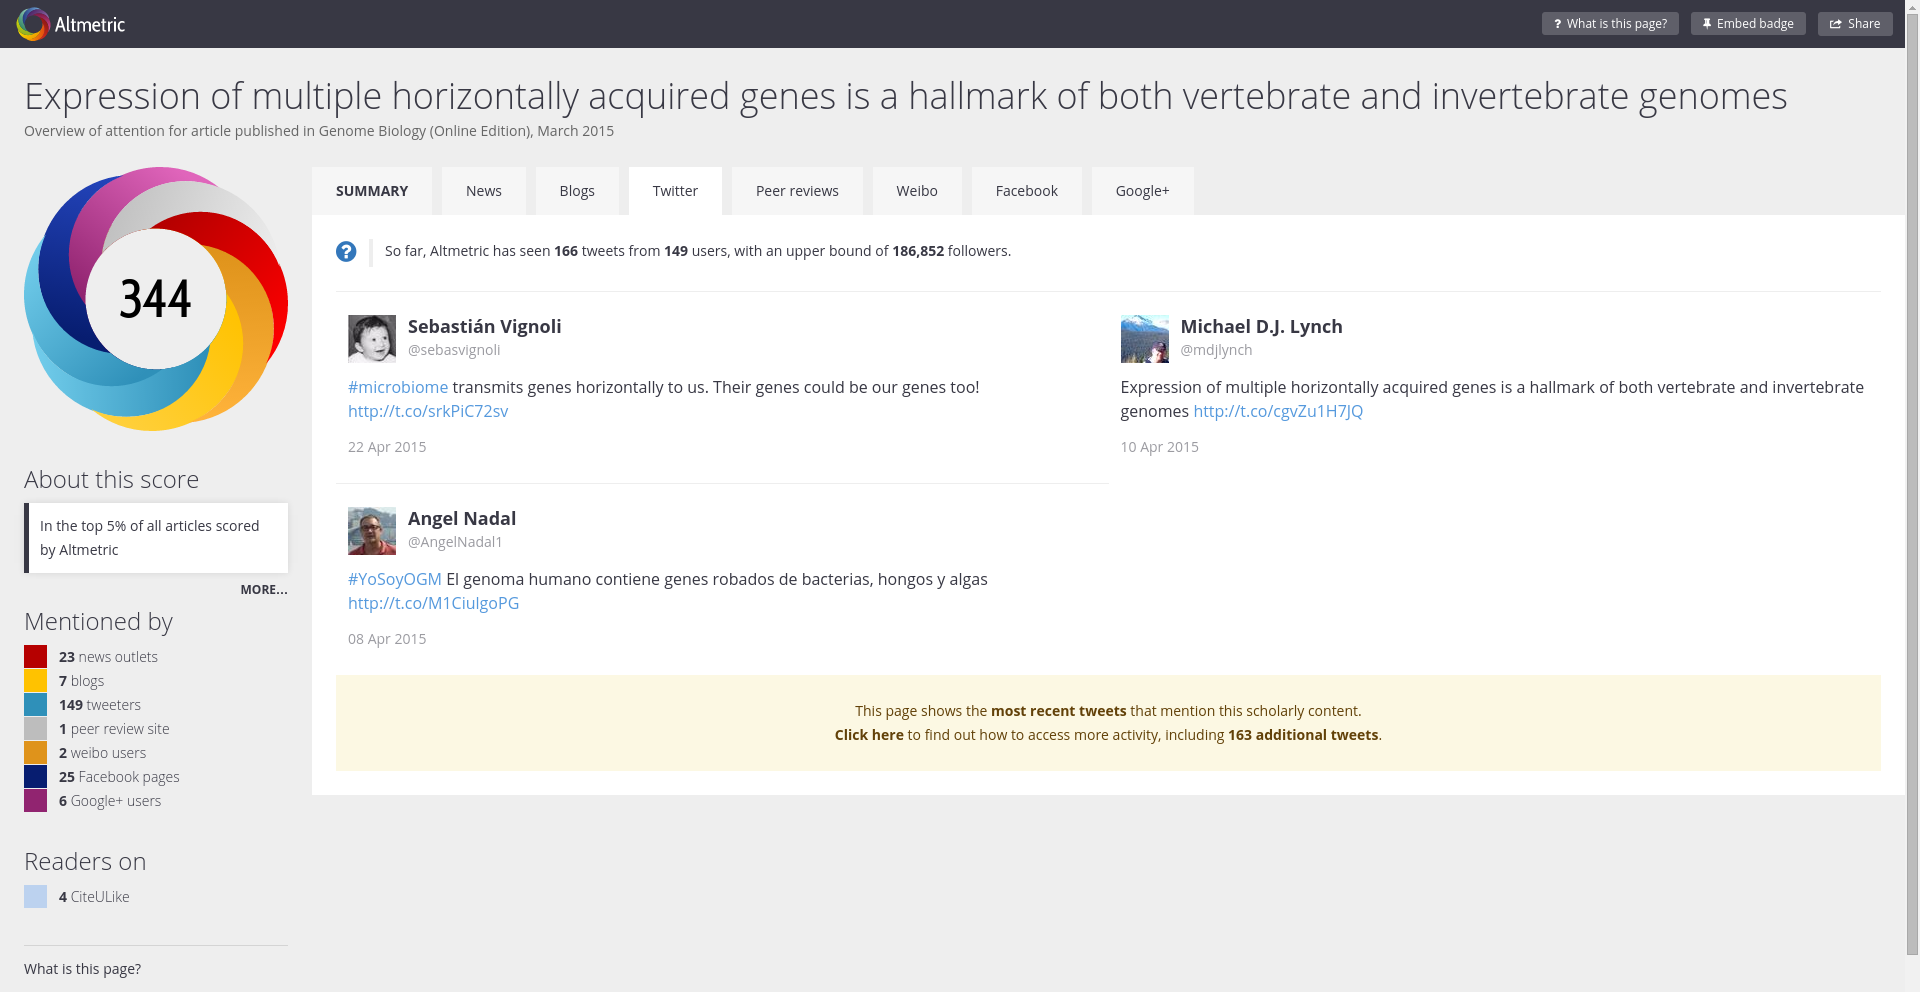 Altmetric
? What is this page?
Embed badge
Share
Expression of multiple horizontally acquired genes is a hallmark of both vertebrate and invertebrate genomes
Overview of attention for article published in Genome Biology (Online Edition), March 2015
344
About this score
In the top 5% of all articles scored
by Altmetric
MORE...
Mentioned by
23 news outlets
7 blogs
149 tweeters
1 peer review site
2 weibo users
25 Facebook pages
6 Google+ users
Readers on
4 CiteULike
What is this page?
SUMMARY
News
Blogs
Twitter
Peer reviews
Weibo
Facebook
Google+
? So far, Altmetric has seen 166 tweets from 149 users, with an upper bound of 186,852 followers.
Sebastián Vignoli
@sebasvignoli
#microbiome transmits genes horizontally to us. Their genes could be our genes too!
http://t.co/srkPiC72sv
22 Apr 2015
Michael D.J. Lynch
@mdjlynch
Expression of multiple horizontally acquired genes is a hallmark of both vertebrate and invertebrate
genomes http://t.co/cgvZu1H7JQ
10 Apr 2015
Angel Nadal
@AngelNadal1
#YoSoyOGM El genoma humano contiene genes robados de bacterias, hongos y algas
http://t.co/M1CiulgoPG
08 Apr 2015
This page shows the most recent tweets that mention this scholarly content.
Click here to find out how to access more activity, including 163 additional tweets.